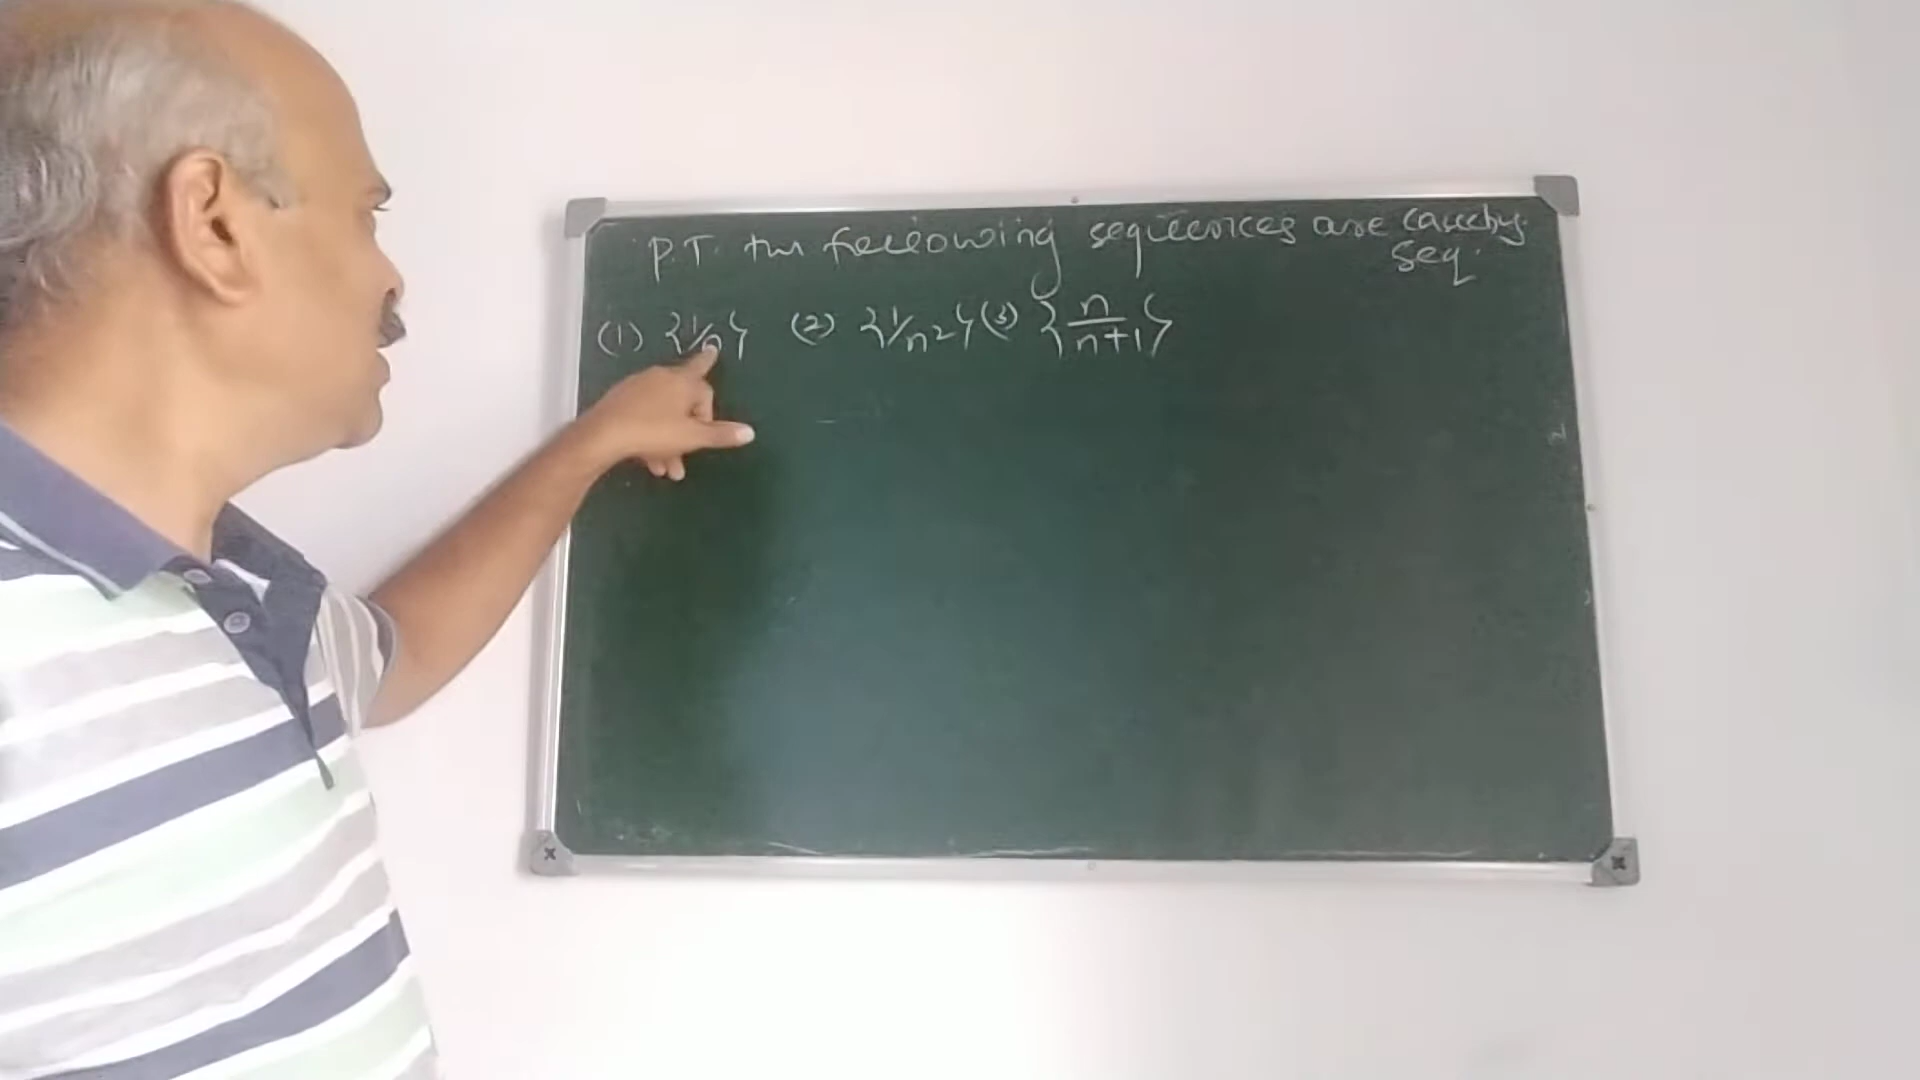 P.T. the following sequences are cauchy.
seq.
(1) {1/n} (2) {1/n2} (3) {n/n+1}